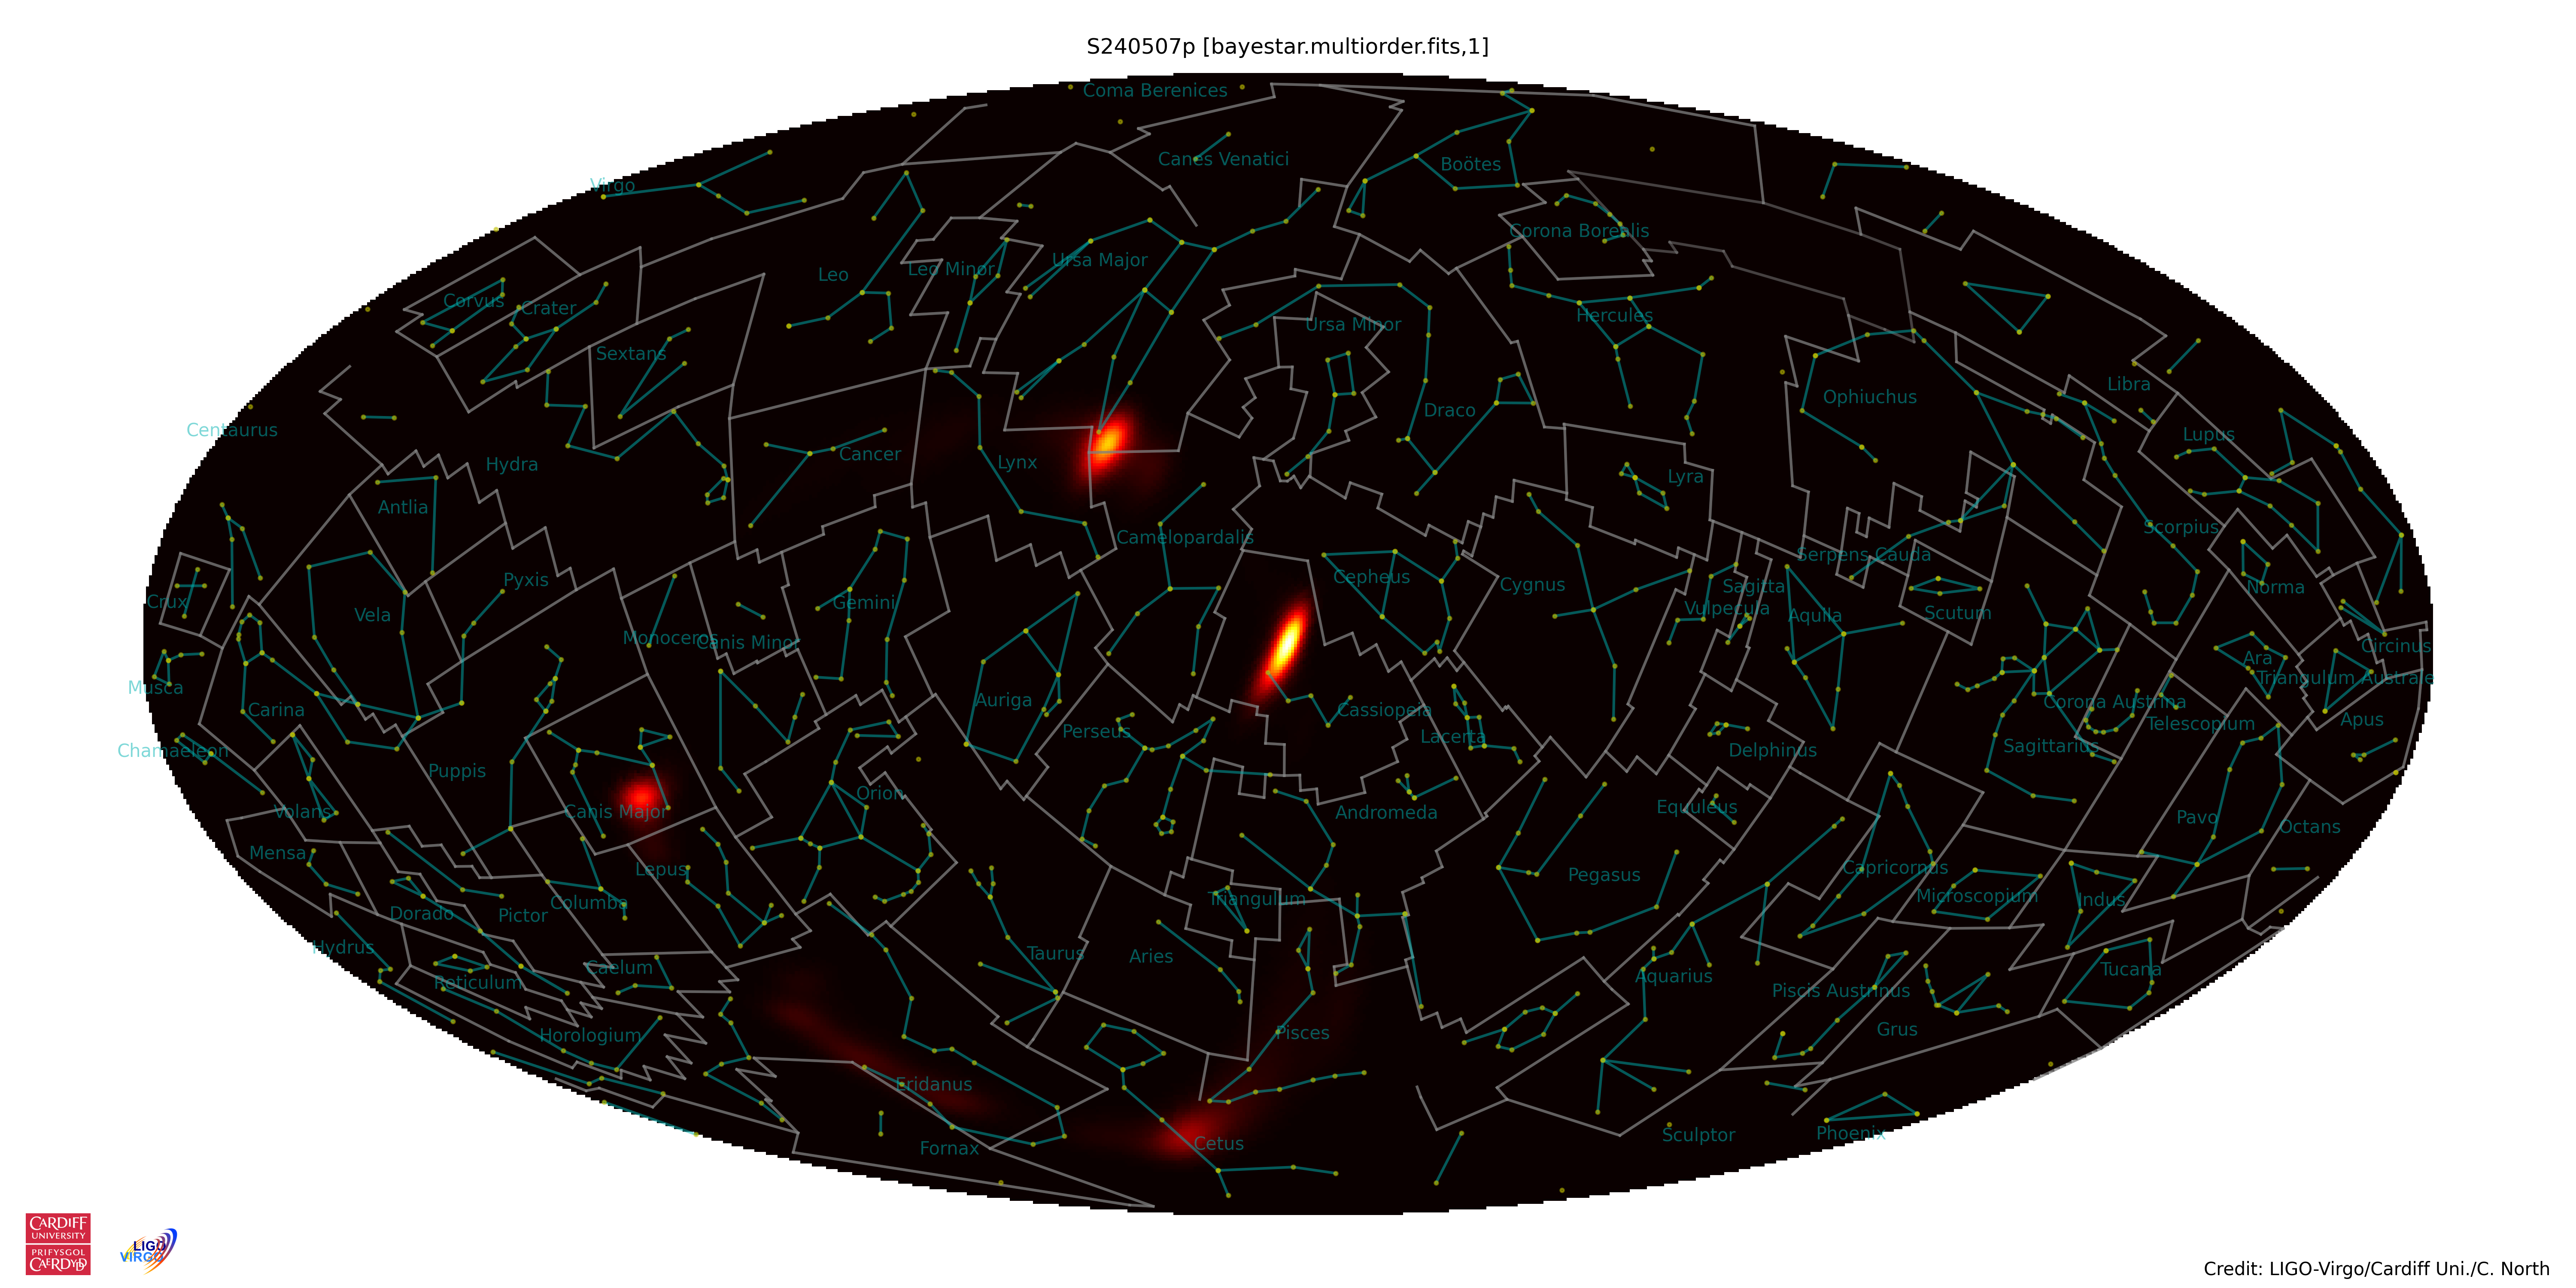 S240507p [bayestar.multiorder.fits,1]
Coma Berenices
Canes Venatici
Boötes
Virgo
Corona Borealis
Ursa Major
Leo Minor
Leo
Corvus
Crater
Hercules
Ursa Minor
Sextans
Libra
Ophiuchus
Draco
Centaurus
Lupus
Cancer
Lynx
Hydra
Lyra
Antlia
Scorpius
Camelopardalis
Serpens Cauda
Pyxis
Cepheus
Cygnus
Sagitta
Norma
Crux
Gemini
Vulpecula
Vela
Aquila
Scutum
Monoceros
Canis Minor
Circinus
Ara
Triangulum Australe
Musca
Auriga
Corona Austrina
Carina
Cassiopeia
Apus
Telescopium
Perseus
Lacerta
Sagittarius
Chamaeleon
Delphinus
Puppis
Orion
Equuleus
Volans
Canis Major
Andromeda
Pavo
Octans
Mensa
Lepus
Capricornus
Pegasus
Microscopium
Triangulum
Indus
Columba
Dorado
Pictor
Hydrus
Taurus
Aries
Caelum
Tucana
Aquarius
Reticulum
Piscis Austrinus
Grus
Pisces
Horologium
Eridanus
Phoenix
Sculptor
Cetus
Fornax
CARDIFF
UNIVERSITY
PRIFYSGOL
CAERDYDD
LIGO
VIRGO
Credit: LIGO-Virgo/Cardiff Uni./C. North